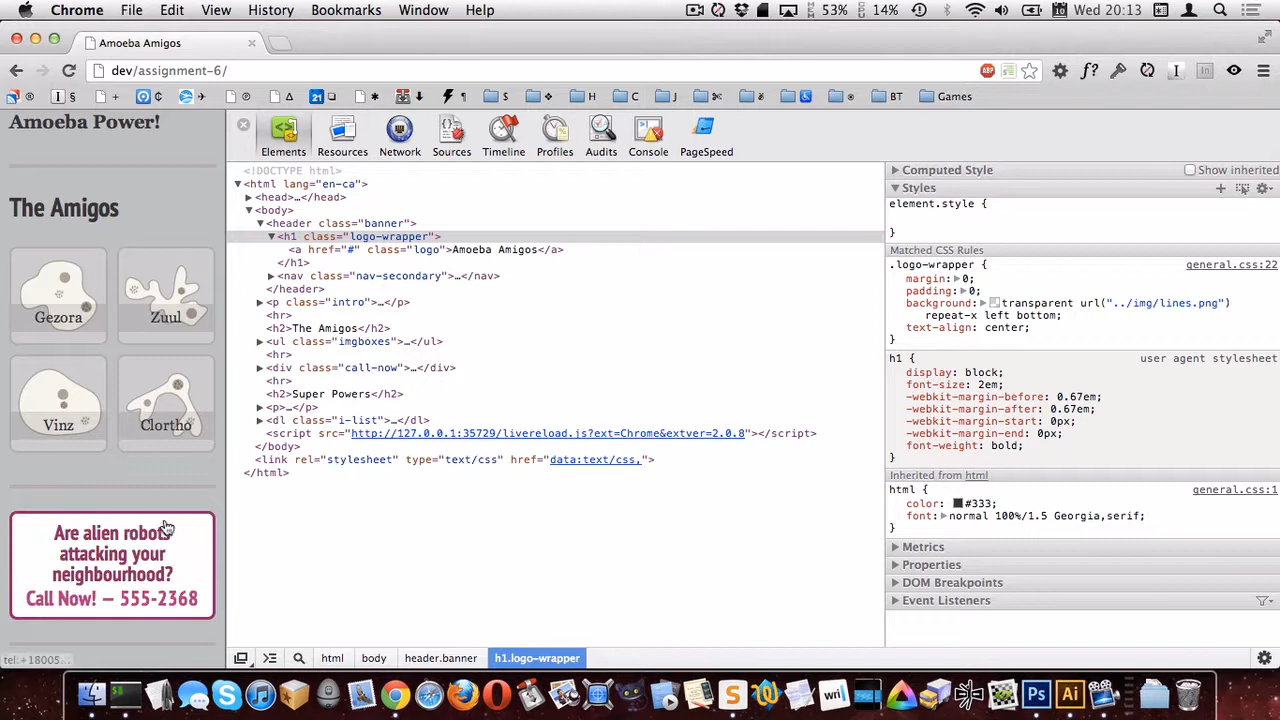 Chrome File Edit View History Bookmarks Window Help 53% 14% Wed 20:13
Amoeba Amigos
dev/assignment-6/
Games
BT
Amoeba Power!
The Amigos
Gezora
Zuul
Vinz
Clortho
Are alien robots
attacking your
neighbourhood?
Call Now! – 555-2368
tel:+18005...
Elements Resources Network Sources Timeline Profiles Audits Console PageSpeed
<!DOCTYPE html>
<html lang="en-ca">
<head>…</head>
<body>
<header class="banner">
<h1 class="logo-wrapper">
<a href="#" class="logo">Amoeba Amigos</a>
</h1>
<nav class="nav-secondary">…</nav>
</header>
<p class="intro">…</p>
<hr>
<h2>The Amigos</h2>
<ul class="imgboxes">…</ul>
<hr>
<div class="call-now">…</div>
<hr>
<h2>Super Powers</h2>
<p>…</p>
<dl class="i-list">…</dl>
<script src="http://127.0.0.1:35729/livereload.js?ext=Chrome&extver=2.0.8"></script>
</body>
<link rel="stylesheet" type="text/css" href="data:text/css,">
</html>
html body header.banner h1.logo-wrapper
Computed Style Show inherited
Styles
element.style {
}
Matched CSS Rules
.logo-wrapper { general.css:22
margin: 0;
padding: 0;
background: transparent url("../img/lines.png")
repeat-x left bottom;
text-align: center;
}
h1 { user agent stylesheet
display: block;
font-size: 2em;
-webkit-margin-before: 0.67em;
-webkit-margin-after: 0.67em;
-webkit-margin-start: 0px;
-webkit-margin-end: 0px;
font-weight: bold;
}
Inherited from html
html { general.css:1
color: #333;
font: normal 100%/1.5 Georgia,serif;
}
Metrics
Properties
DOM Breakpoints
Event Listeners